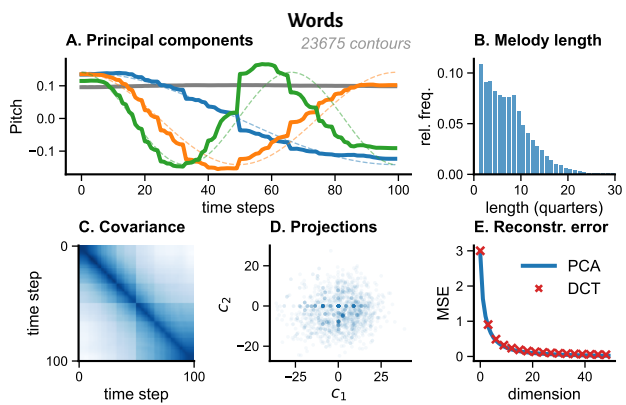 Words
A. Principal components
23675 contours
Pitch
0.1
0.0
−0.1
0
20
40
60
80
100
time steps
B. Melody length
rel. freq.
0.10
0.05
0.00
0
10
20
30
length (quarters)
C. Covariance
time step
0
100
0
100
time step
D. Projections
c2
20
0
−20
−25
0
25
c1
E. Reconstr. error
MSE
3
2
1
0
PCA
DCT
0
20
40
dimension